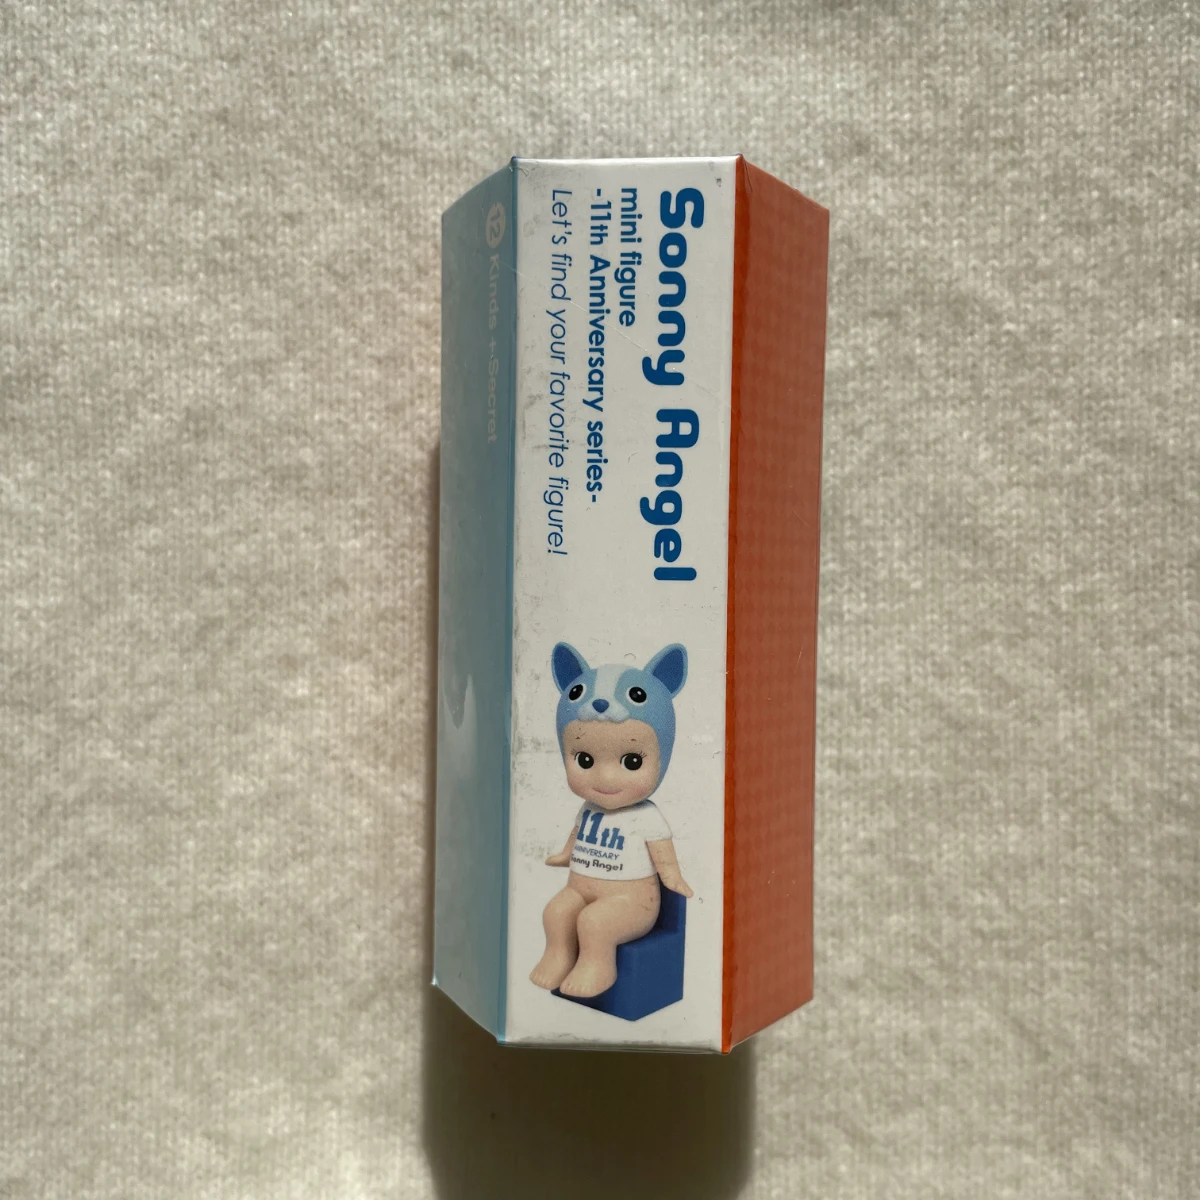 Sonny Angel
mini figure
-11th Anniversary series-
Let's find your favorite figure!
12 Kinds + Secret
11th
ANNIVERSARY
Sonny Angel